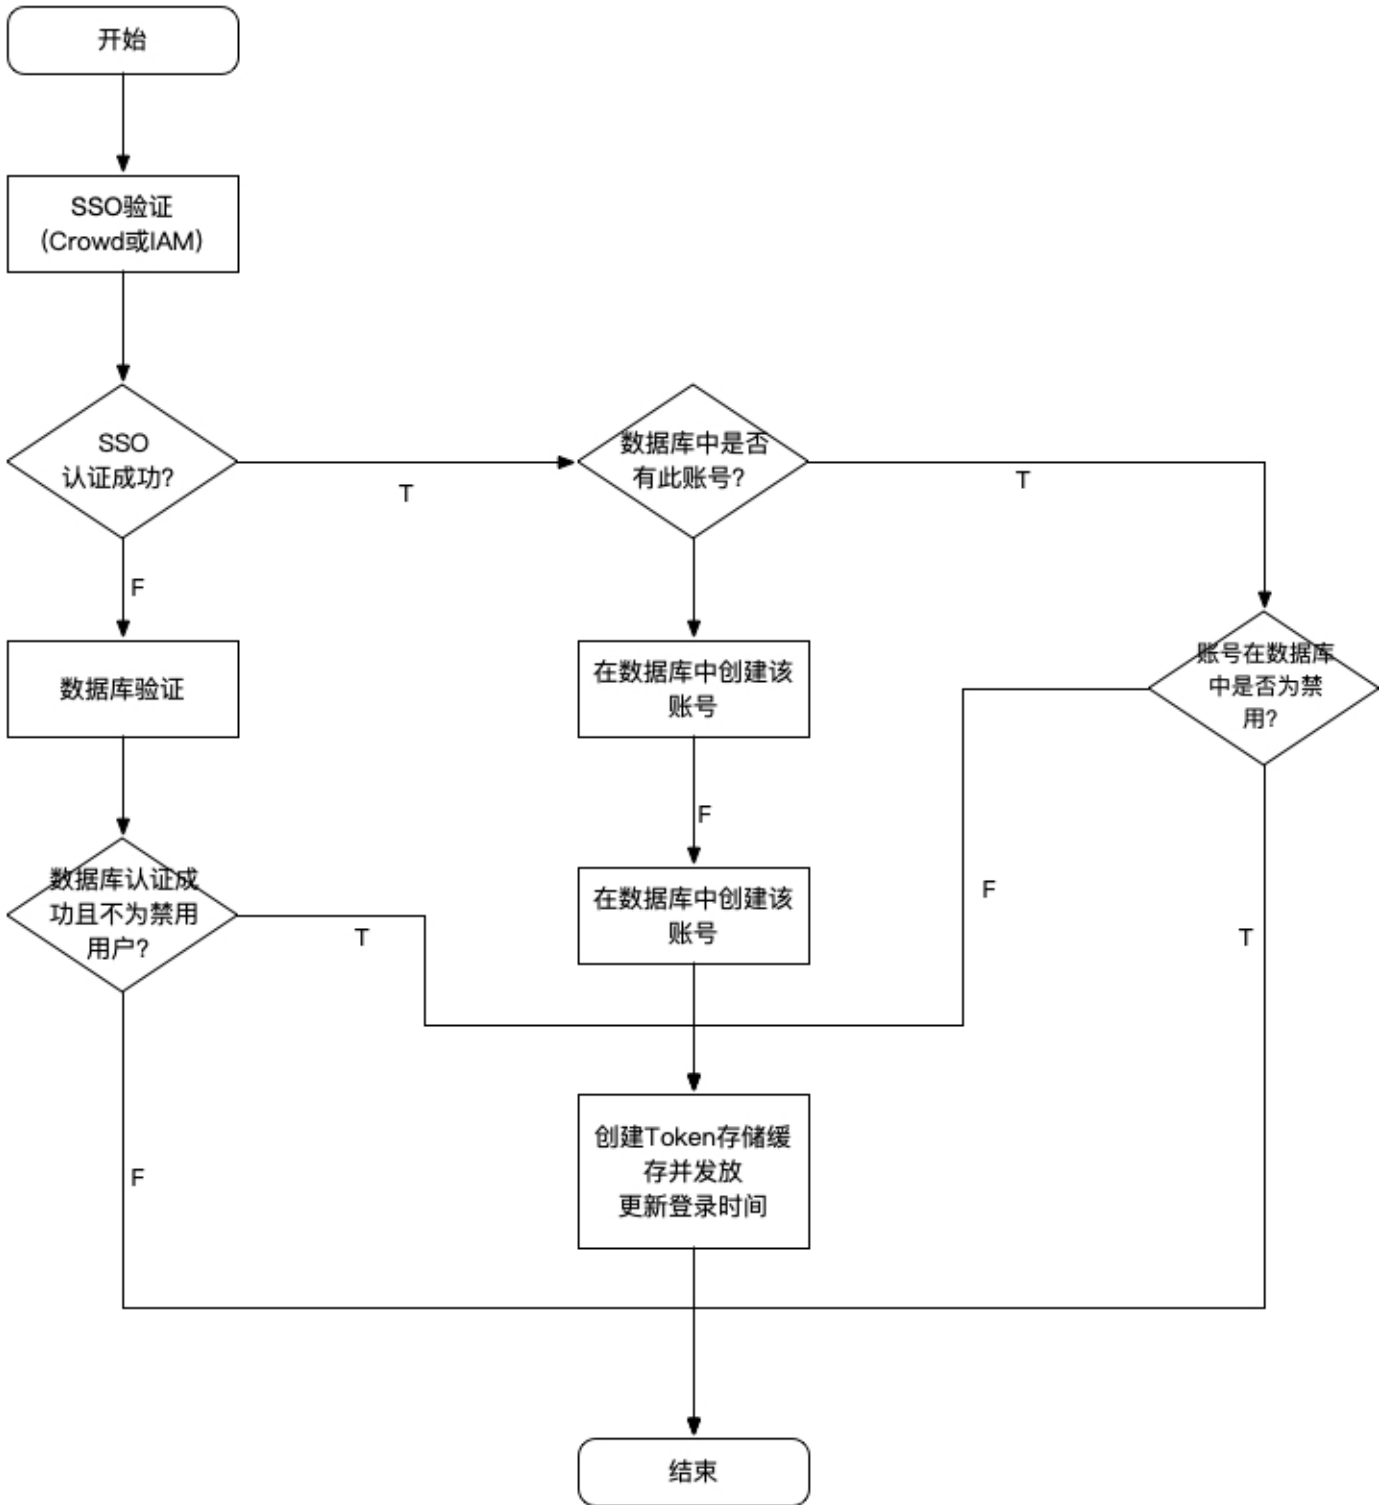 开始
SSO验证
(Crowd或IAM)
SSO
认证成功?
T
数据库中是否
有此账号?
T
F
数据库验证
在数据库中创建该
账号
账号在数据库
中是否为禁
用?
F
数据库认证成
功且不为禁用
用户?
T
在数据库中创建该
账号
F
T
创建Token存储缓
存并发放
更新登录时间
F
结束